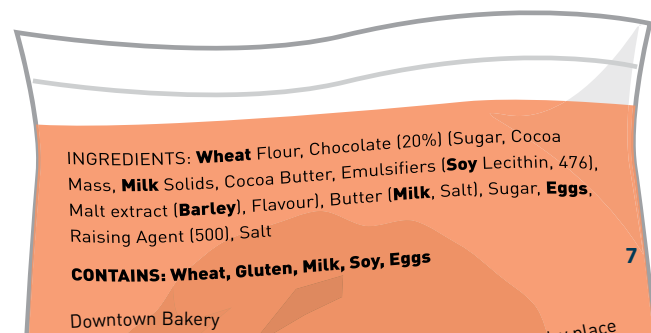 INGREDIENTS: Wheat Flour, Chocolate (20%) (Sugar, Cocoa
Mass, Milk Solids, Cocoa Butter, Emulsifiers (Soy Lecithin, 476),
Malt extract (Barley), Flavour), Butter (Milk, Salt), Sugar, Eggs,
Raising Agent (500), Salt
7
CONTAINS: Wheat, Gluten, Milk, Soy, Eggs
Downtown Bakery
place